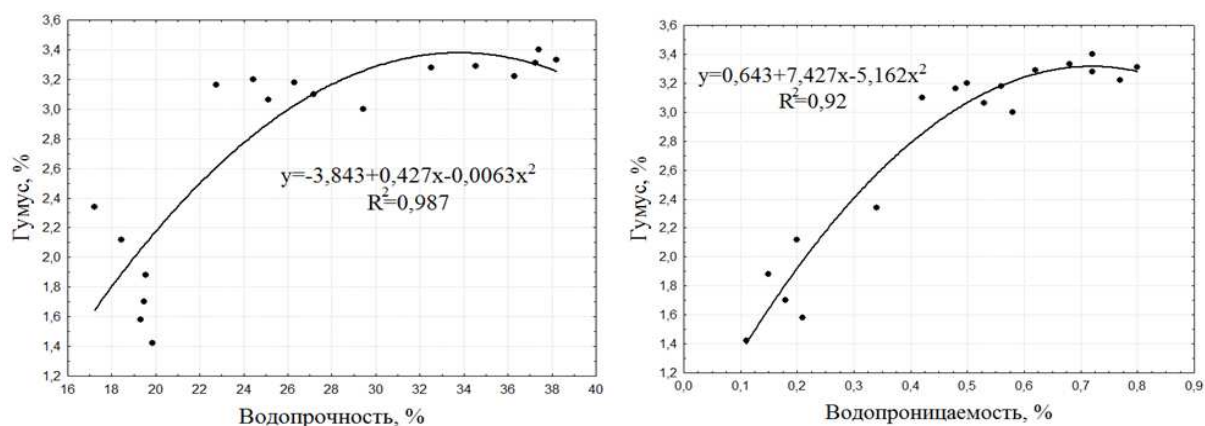 3,6
3,4
3,2
3,0
2,8
2,6
2,4
2,2
2,0
1,8
1,6
1,4
1,2
Гумус, %
y=-3,843+0,427x-0,0063x²
R²=0,987
16 18 20 22 24 26 28 30 32 34 36 38 40
Водопрочность, %
3,6
3,4
3,2
3,0
2,8
2,6
2,4
2,2
2,0
1,8
1,6
1,4
1,2
Гумус, %
y=0,643+7,427x-5,162x²
R²=0,92
0,0 0,1 0,2 0,3 0,4 0,5 0,6 0,7 0,8 0,9
Водопроницаемость, %